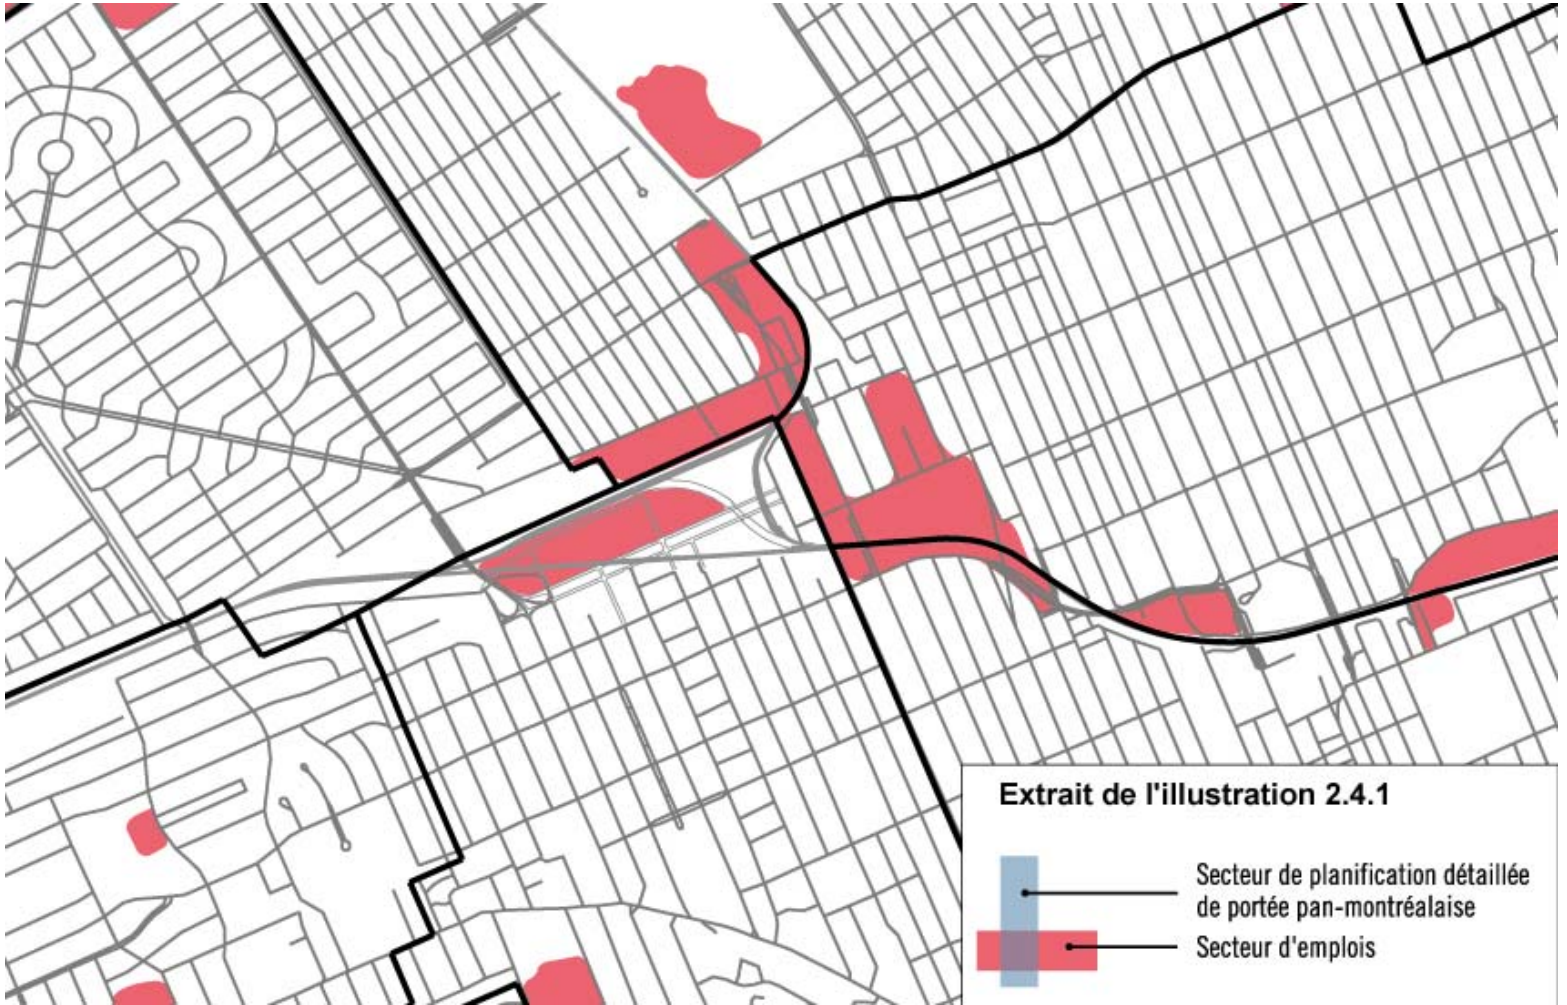 Extrait de l'illustration 2.4.1
Secteur de planification détaillée
de portée pan-montréalaise
Secteur d'emplois